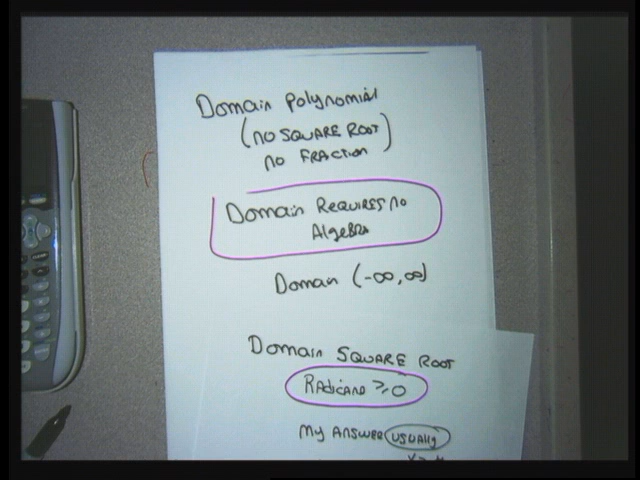 Domain Polynomial
(NO SQUARE ROOT)
NO FRACTION
Domain Requires no
Algebra
Domain (-∞,∞)
Domain SQUARE ROOT
Radicand ≥0
My ANSWER usually